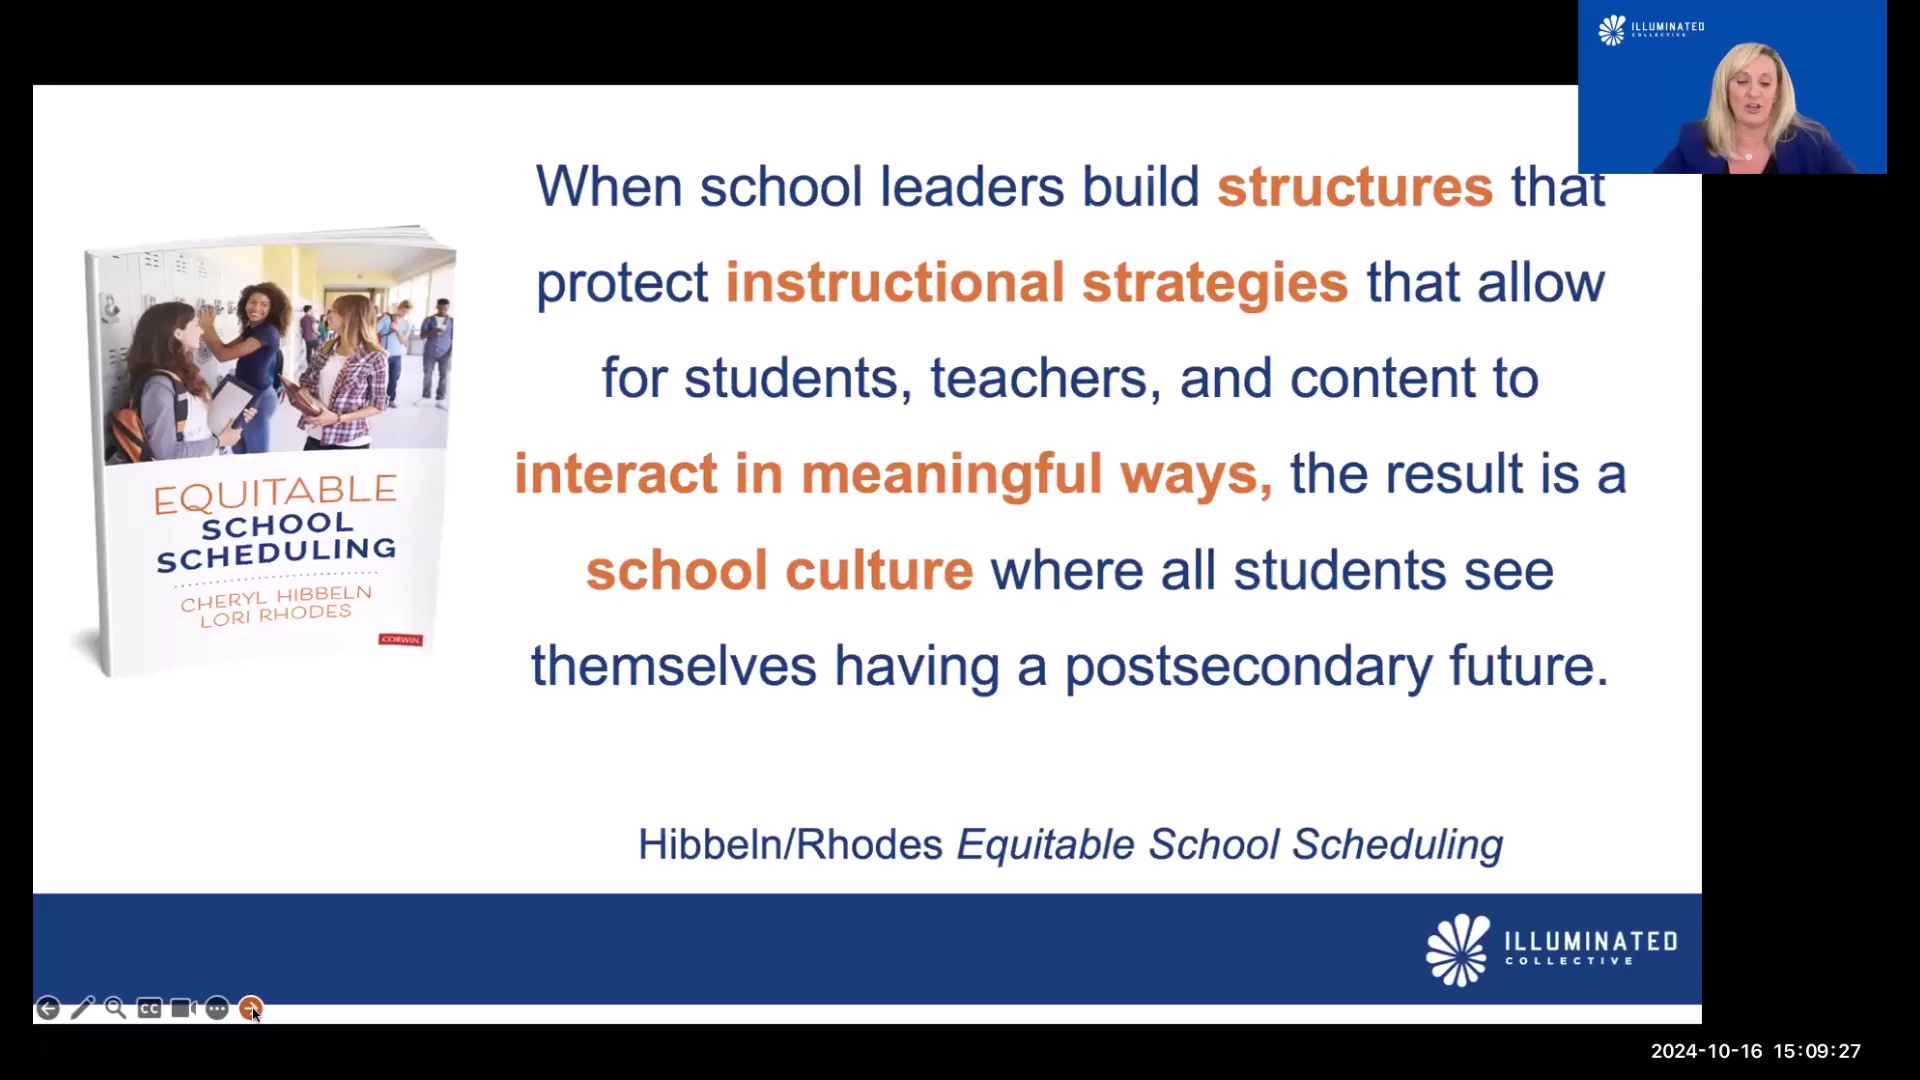 ILLUMINATED
COLLECTIVE
When school leaders build structures that
protect instructional strategies that allow
for students, teachers, and content to
interact in meaningful ways, the result is a
school culture where all students see
themselves having a postsecondary future.
EQUITABLE
SCHOOL
SCHEDULING
CHERYL HIBBELN
LORI RHODES
CORWIN
Hibbeln/Rhodes Equitable School Scheduling
ILLUMINATED
COLLECTIVE
CC
2024-10-16 15:09:27